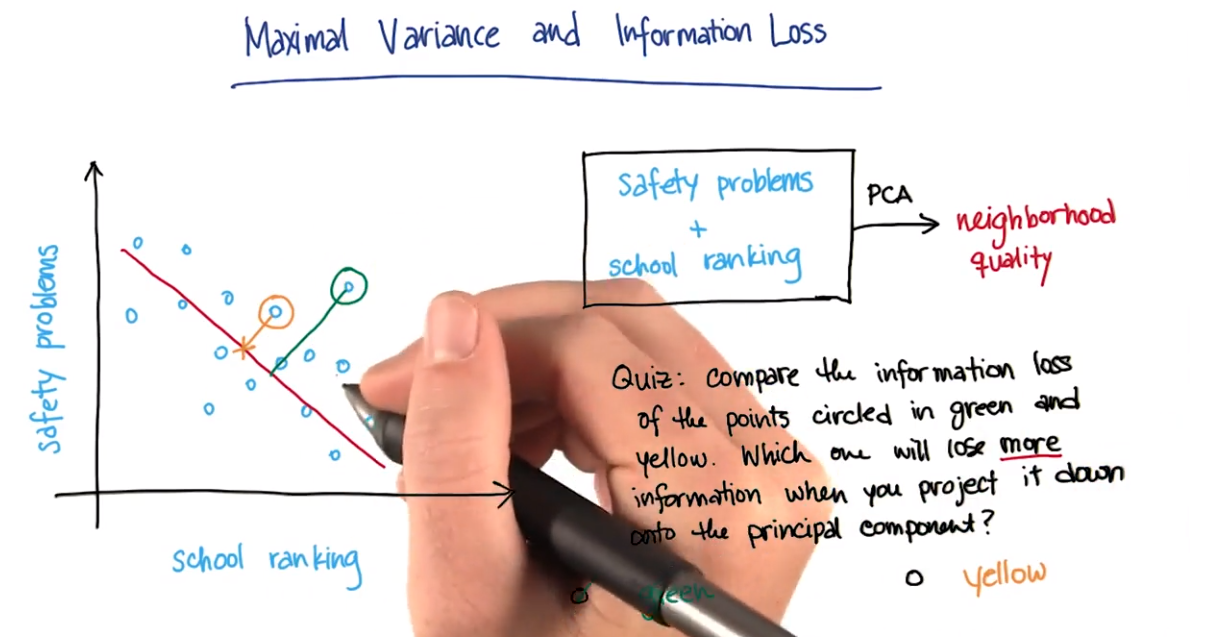 Maximal Variance and Information Loss
safety problems
school ranking
safety problems
+
school ranking
PCA
neighborhood
quality
Quiz: compare the information loss
of the points circled in green and
yellow. Which one will lose more
information when you project it down
onto the principal component?
green
yellow